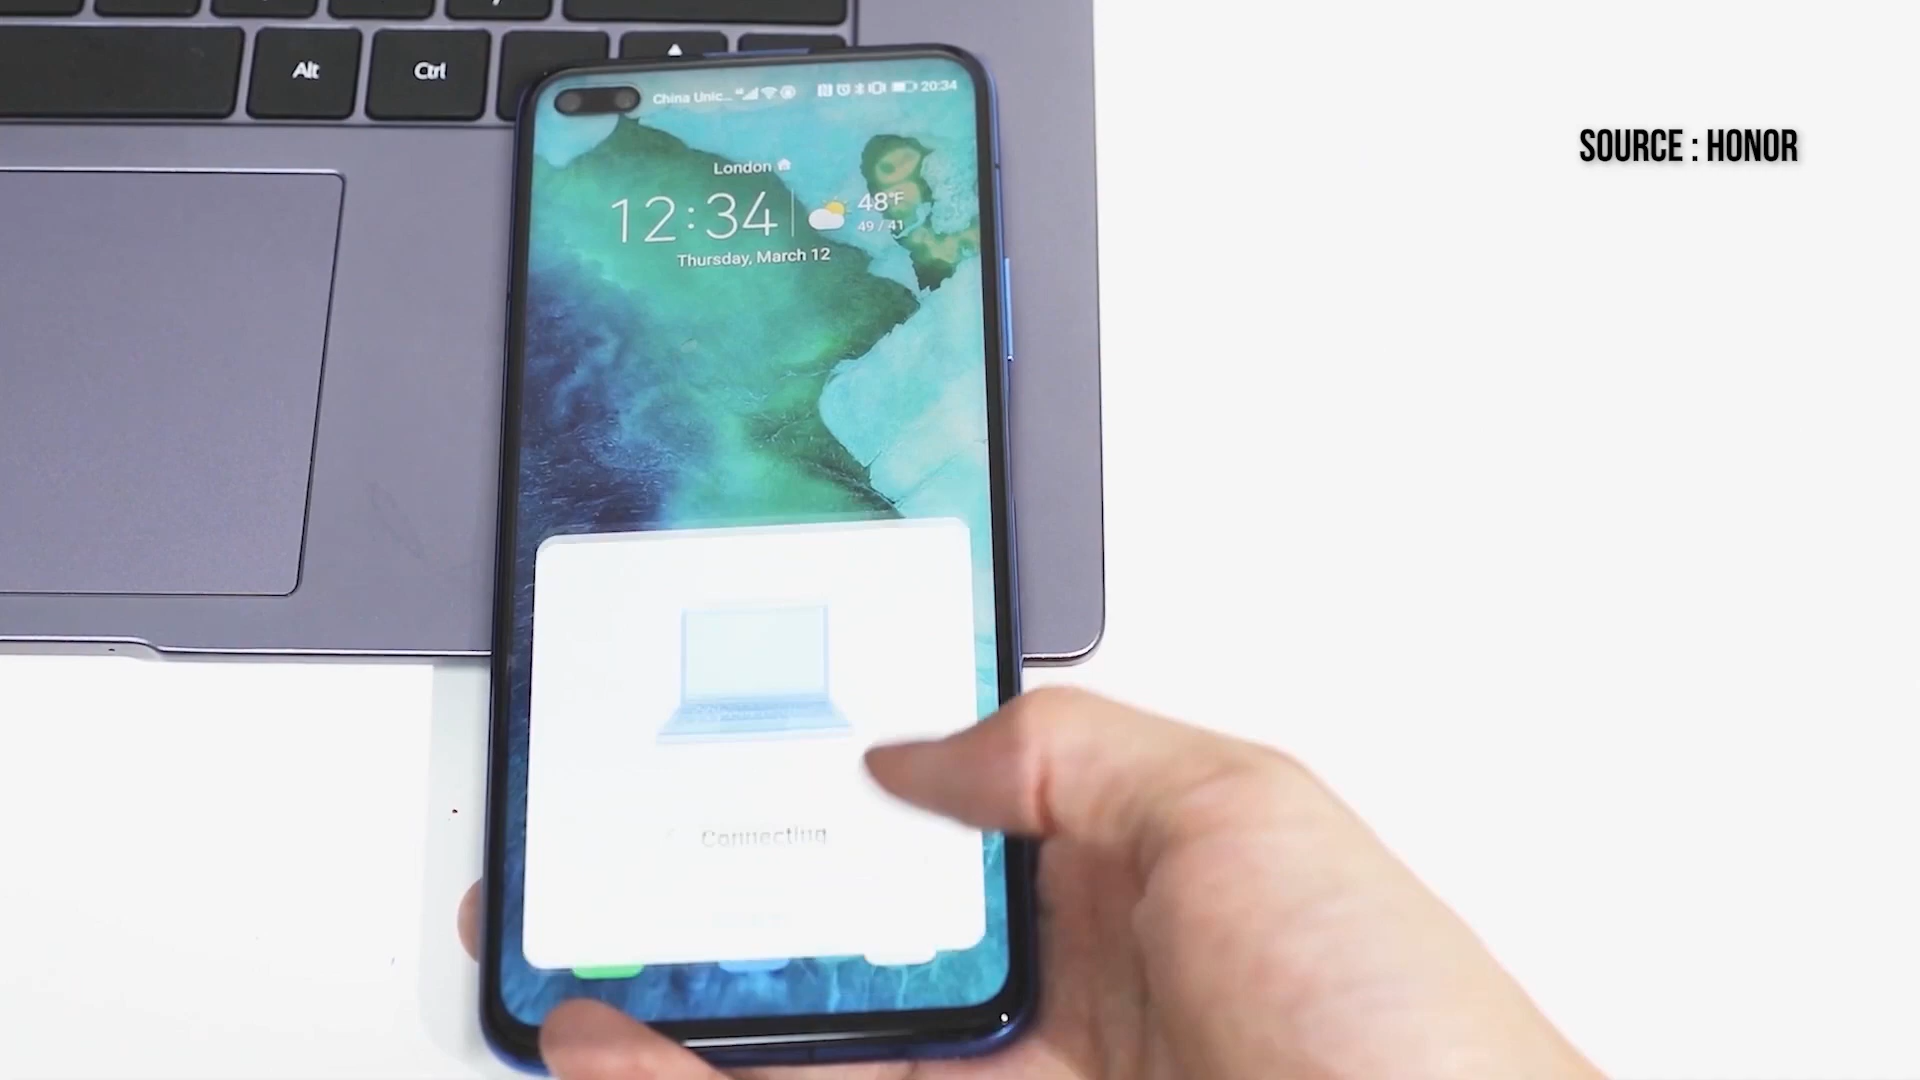 Alt
Ctrl
China Unic...
20:34
SOURCE : HONOR
London
12:34
48°F
49 / 41
Thursday, March 12
Connecting